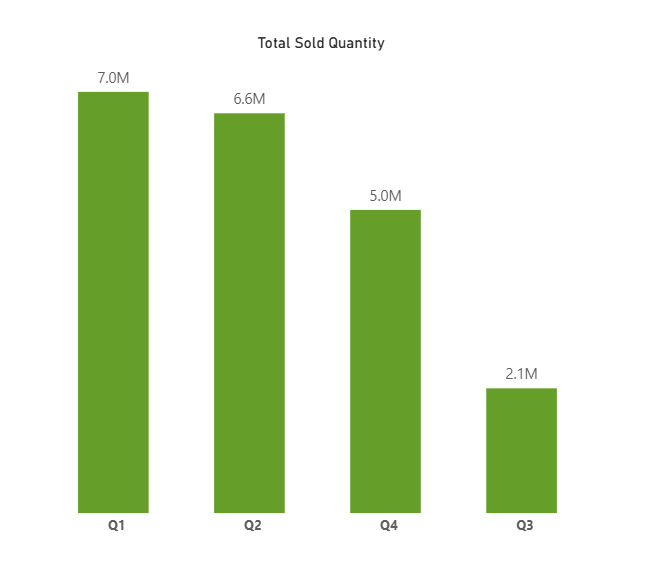 Total Sold Quantity
7.0M
6.6M
5.0M
2.1M
Q1
Q2
Q4
Q3